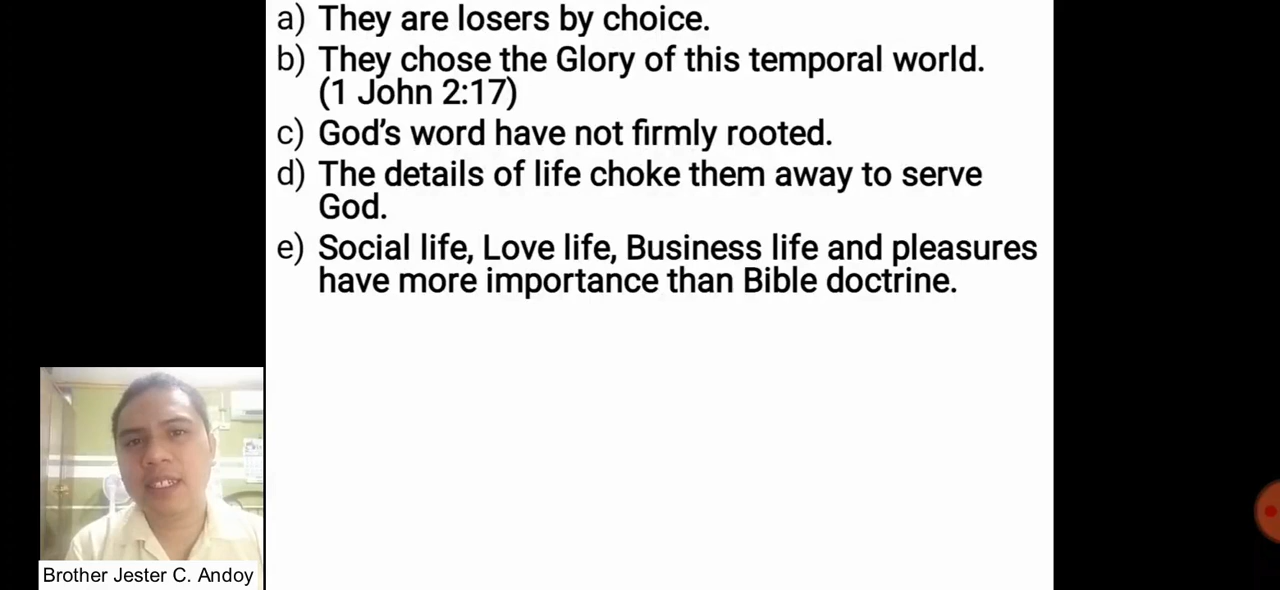 a) They are losers by choice.
b) They chose the Glory of this temporal world.
(1 John 2:17)
c) God's word have not firmly rooted.
d) The details of life choke them away to serve
God.
e) Social life, Love life, Business life and pleasures
have more importance than Bible doctrine.
Brother Jester C. Andoy